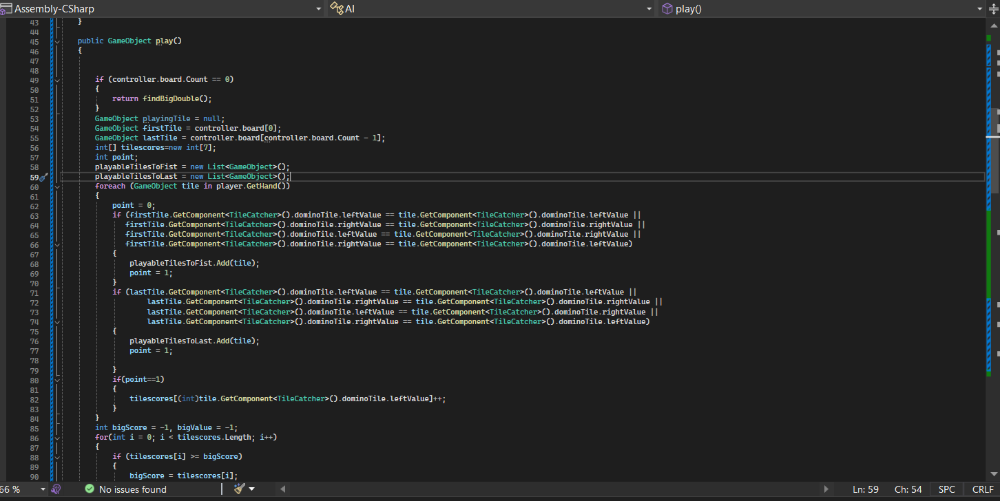 Assembly-CSharp AI play()
43 }
44
45 public GameObject play()
46 {
47
48
49 if (controller.board.Count == 0)
50 {
51 return findBigDouble();
52 }
53 GameObject playingTile = null;
54 GameObject firstTile = controller.board[0];
55 GameObject lastTile = controller.board[controller.board.Count - 1];
56 int[] tilescores=new int[7];
57 int point;
58 playableTilesToFist = new List<GameObject>();
59 playableTilesToLast = new List<GameObject>();
60 foreach (GameObject tile in player.GetHand())
61 {
62 point = 0;
63 if (firstTile.GetComponent<TileCatcher>().dominoTile.leftValue == tile.GetComponent<TileCatcher>().dominoTile.leftValue ||
64 firstTile.GetComponent<TileCatcher>().dominoTile.rightValue == tile.GetComponent<TileCatcher>().dominoTile.rightValue ||
65 firstTile.GetComponent<TileCatcher>().dominoTile.leftValue == tile.GetComponent<TileCatcher>().dominoTile.rightValue ||
66 firstTile.GetComponent<TileCatcher>().dominoTile.rightValue == tile.GetComponent<TileCatcher>().dominoTile.leftValue)
67 {
68 playableTilesToFist.Add(tile);
69 point = 1;
70 }
71 if (lastTile.GetComponent<TileCatcher>().dominoTile.leftValue == tile.GetComponent<TileCatcher>().dominoTile.leftValue ||
72 lastTile.GetComponent<TileCatcher>().dominoTile.rightValue == tile.GetComponent<TileCatcher>().dominoTile.rightValue ||
73 lastTile.GetComponent<TileCatcher>().dominoTile.leftValue == tile.GetComponent<TileCatcher>().dominoTile.rightValue ||
74 lastTile.GetComponent<TileCatcher>().dominoTile.rightValue == tile.GetComponent<TileCatcher>().dominoTile.leftValue)
75 {
76 playableTilesToLast.Add(tile);
77 point = 1;
78
79 }
80 if(point==1)
81 {
82 tilescores[(int)tile.GetComponent<TileCatcher>().dominoTile.leftValue]++;
83 }
84 }
85 int bigScore = -1, bigValue = -1;
86 for(int i = 0; i < tilescores.Length; i++)
87 {
88 if (tilescores[i] >= bigScore)
89 {
90 bigScore = tilescores[i];
66 % No issues found Ln: 59 Ch: 54 SPC CRLF